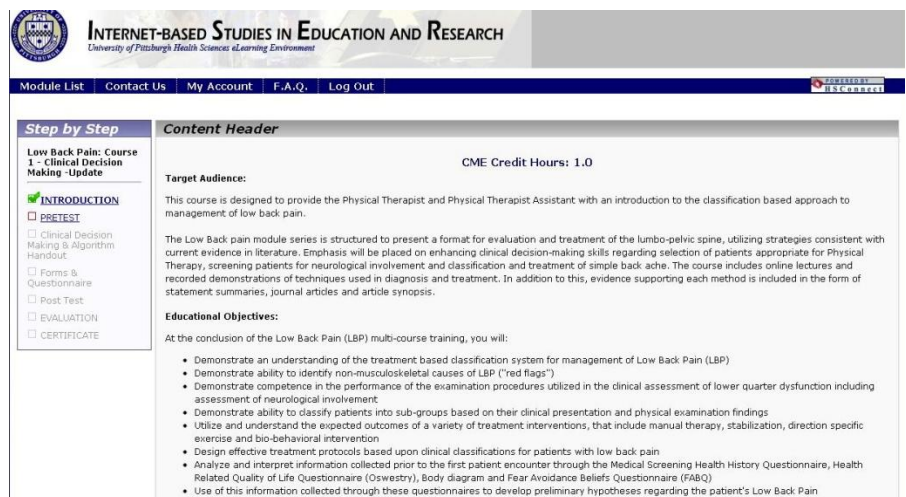 INTERNET-BASED STUDIES IN EDUCATION AND RESEARCH
University of Pittsburgh Health Sciences eLearning Environment
Module List Contact Us My Account F.A.Q. Log Out
POWERED BY
HSConnect
Step by Step
Low Back Pain: Course
1 - Clinical Decision
Making -Update
INTRODUCTION
PRETEST
Clinical Decision
Making & Algorithm
Handout
Forms &
Questionnaire
Post Test
EVALUATION
CERTIFICATE
Content Header
CME Credit Hours: 1.0
Target Audience:
This course is designed to provide the Physical Therapist and Physical Therapist Assistant with an introduction to the classification based approach to
management of low back pain.
The Low Back pain module series is structured to present a format for evaluation and treatment of the lumbo-pelvic spine, utilizing strategies consistent with
current evidence in literature. Emphasis will be placed on enhancing clinical decision-making skills regarding selection of patients appropriate for Physical
Therapy, screening patients for neurological involvement and classification and treatment of simple back ache. The course includes online lectures and
recorded demonstrations of techniques used in diagnosis and treatment. In addition to this, evidence supporting each method is included in the form of
statement summaries, journal articles and article synopsis.
Educational Objectives:
At the conclusion of the Low Back Pain (LBP) multi-course training, you will:
• Demonstrate an understanding of the treatment based classification system for management of Low Back Pain (LBP)
• Demonstrate ability to identify non-musculoskeletal causes of LBP ("red flags")
• Demonstrate competence in the performance of the examination procedures utilized in the clinical assessment of lower quarter dysfunction including
assessment of neurological involvement
• Demonstrate ability to classify patients into sub-groups based on their clinical presentation and physical examination findings
• Utilize and understand the expected outcomes of a variety of treatment interventions, that include manual therapy, stabilization, direction specific
exercise and bio-behavioral intervention
• Design effective treatment protocols based upon clinical classifications for patients with low back pain
• Analyze and interpret information collected prior to the first patient encounter through the Medical Screening Health History Questionnaire, Health
Related Quality of Life Questionnaire (Oswestry), Body diagram and Fear Avoidance Beliefs Questionnaire (FABQ)
• Use of this information collected through these questionnaires to develop preliminary hypotheses regarding the patient's Low Back Pain